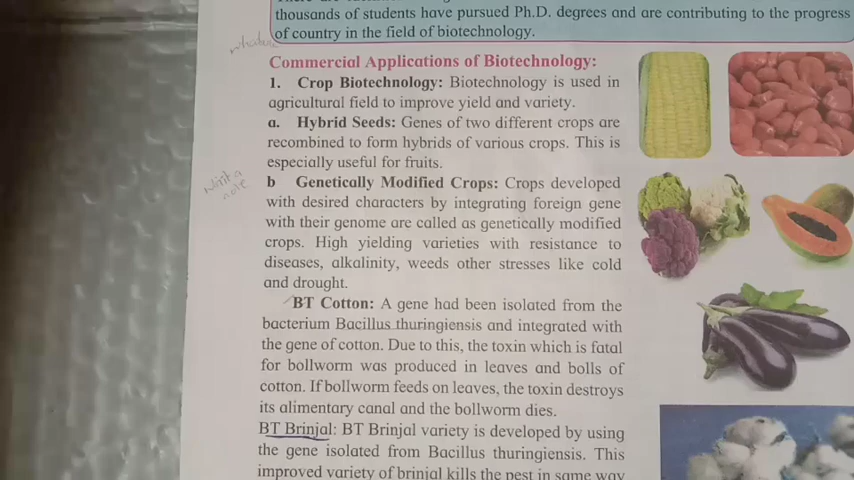 thousands of students have pursued Ph.D. degrees and are contributing to the progress
of country in the field of biotechnology.
Commercial Applications of Biotechnology:
1. Crop Biotechnology: Biotechnology is used in
agricultural field to improve yield and variety.
a. Hybrid Seeds: Genes of two different crops are
recombined to form hybrids of various crops. This is
especially useful for fruits.
b Genetically Modified Crops: Crops developed
with desired characters by integrating foreign gene
with their genome are called as genetically modified
crops. High yielding varieties with resistance to
diseases, alkalinity, weeds other stresses like cold
and drought.
BT Cotton: A gene had been isolated from the
bacterium Bacillus thuringiensis and integrated with
the gene of cotton. Due to this, the toxin which is fatal
for bollworm was produced in leaves and bolls of
cotton. If bollworm feeds on leaves, the toxin destroys
its alimentary canal and the bollworm dies.
BT Brinjal: BT Brinjal variety is developed by using
the gene isolated from Bacillus thuringiensis. This
improved variety of brinjal kills the pest in same way